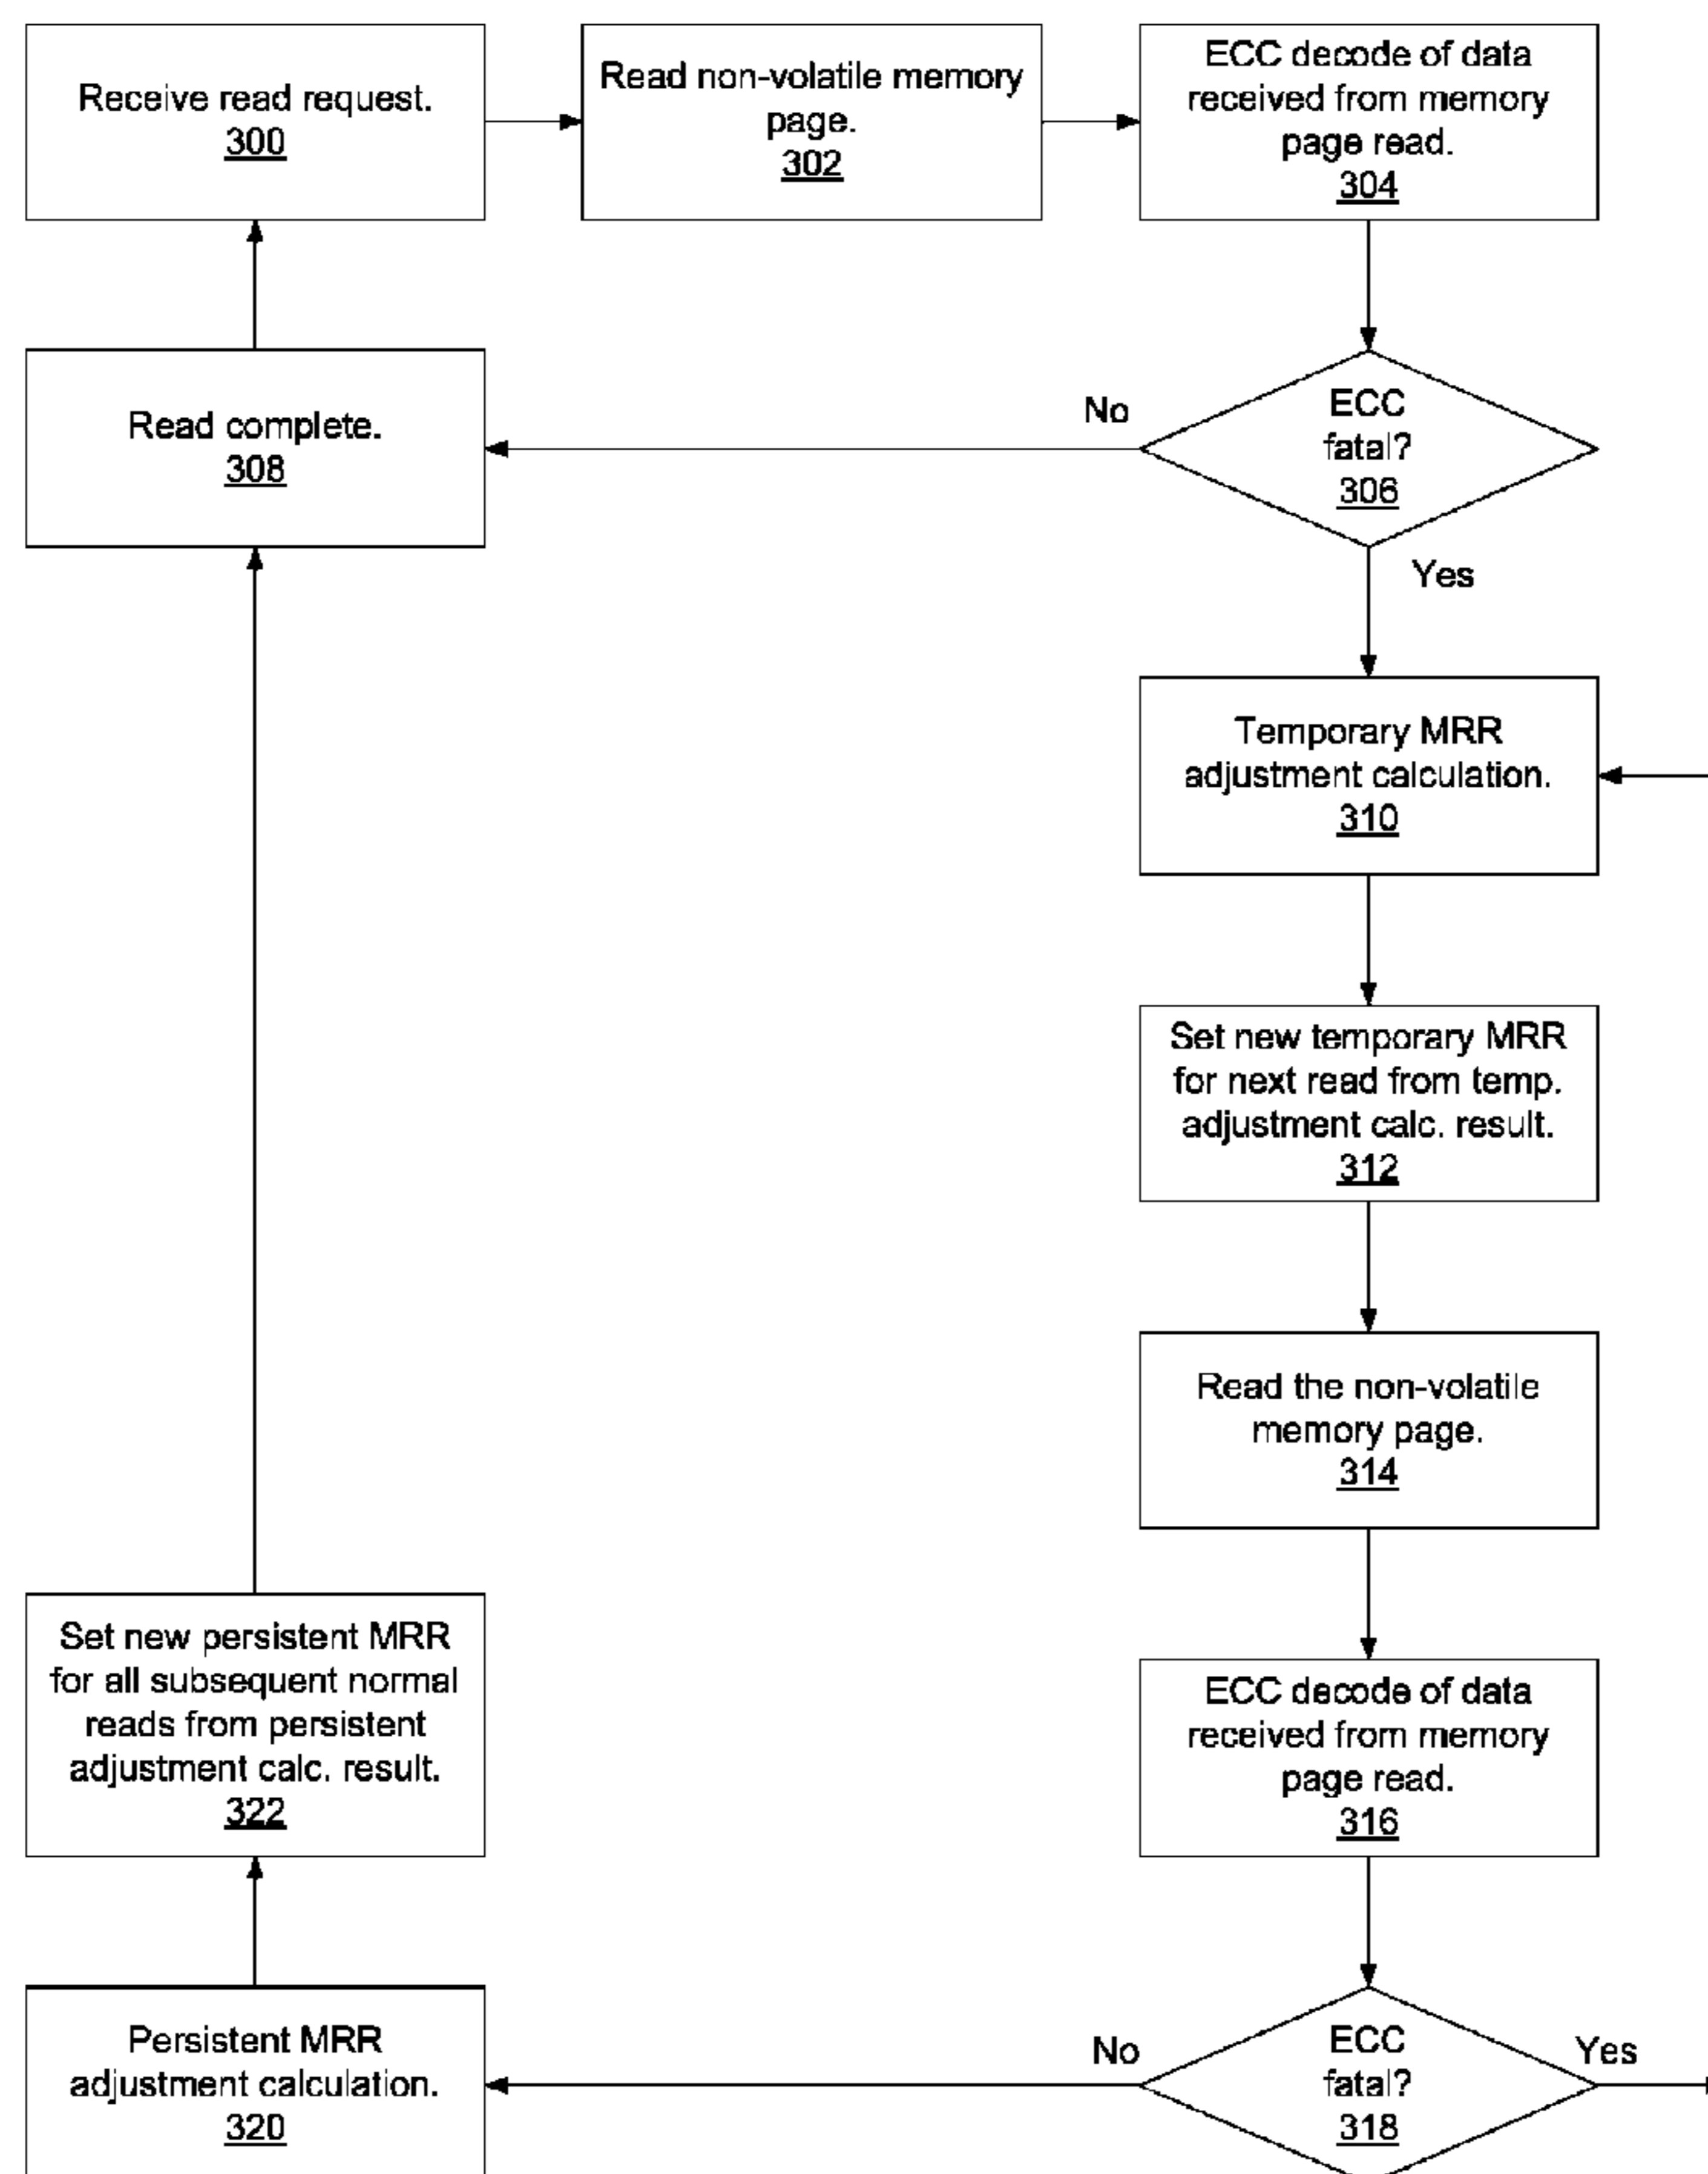 Receive read request.
300
Read non-volatile memory
page.
302
ECC decode of data
received from memory
page read.
304
Read complete.
308
No
ECC
fatal?
306
Yes
Temporary MRR
adjustment calculation.
310
Set new temporary MRR
for next read from temp.
adjustment calc. result.
312
Read the non-volatile
memory page.
314
Set new persistent MRR
for all subsequent normal
reads from persistent
adjustment calc. result.
322
ECC decode of data
received from memory
page read.
316
Persistent MRR
adjustment calculation.
320
No
ECC
fatal?
318
Yes